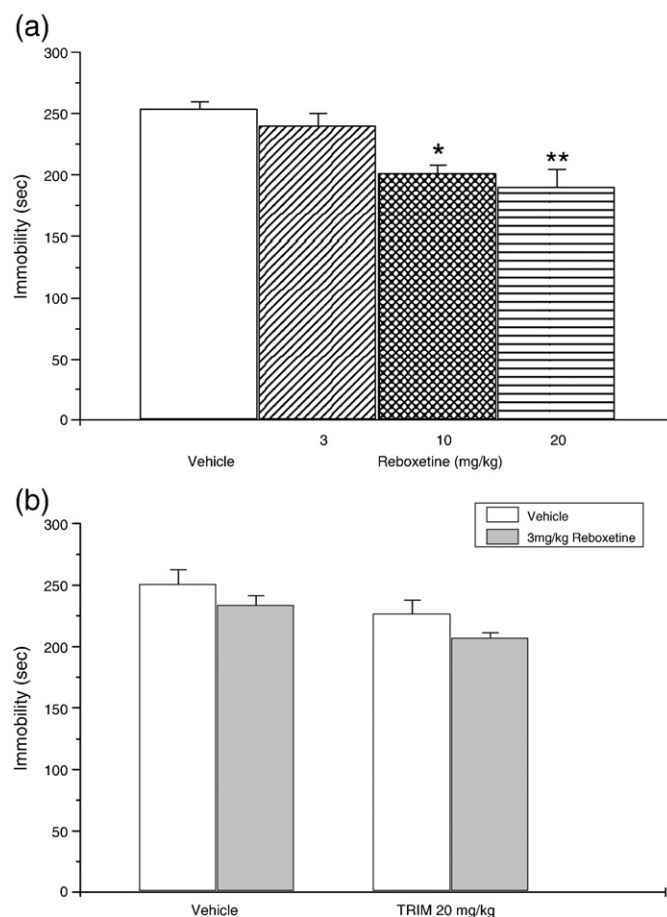 (a)
300
250
200
150
100
50
0
Immobility (sec)
*
**
3 10 20
Vehicle Reboxetine (mg/kg)
(b)
Vehicle
3mg/kg Reboxetine
300
250
200
150
100
50
0
Immobility (sec)
Vehicle TRIM 20 mg/kg